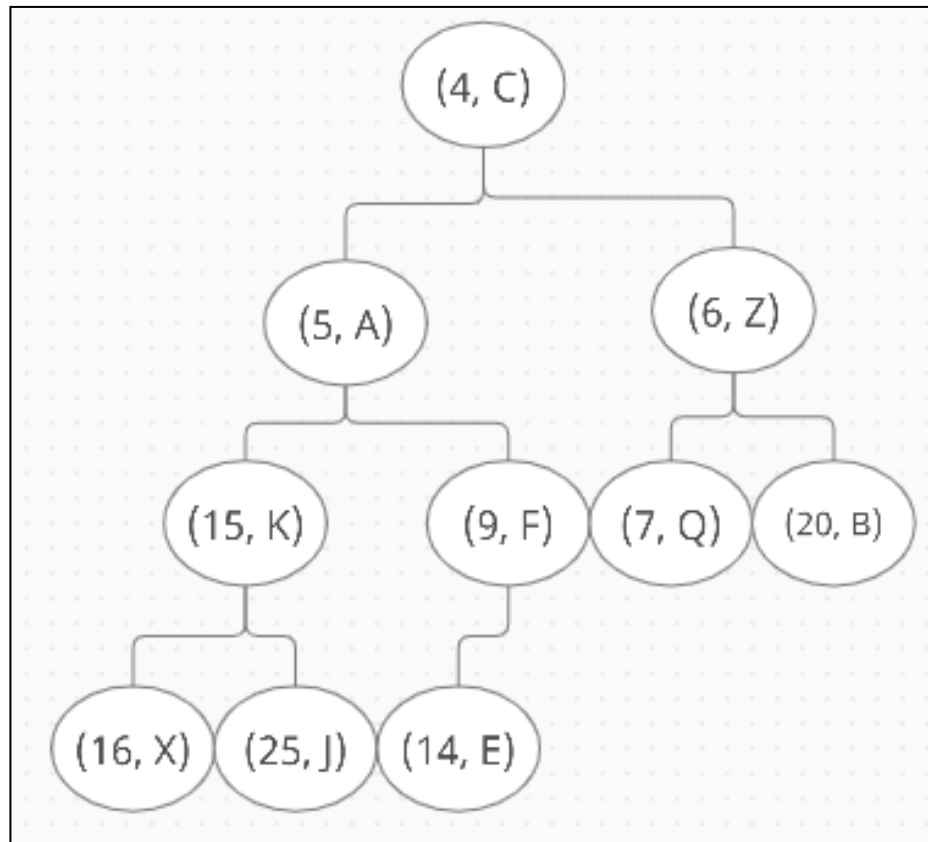 (4, C)
(5, A)
(6, Z)
(15, K)
(9, F)
(7, Q)
(20, B)
(16, X)
(25, J)
(14, E)